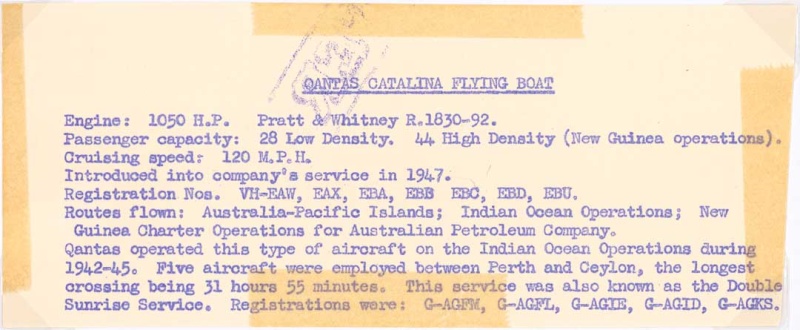 QANTAS CATALINA FLYING BOAT
Engine: 1050 H.P. Pratt & Whitney R.1830-92.
Passenger capacity: 28 Low Density. 44 High Density (New Guinea operations).
Cruising speed: 120 M.P.H.
Introduced into company's service in 1947.
Registration Nos. VH-EAW, EAX, EBA, EBB EBC, EBD, EBU.
Routes flown: Australia-Pacific Islands; Indian Ocean Operations; New
Guinea Charter Operations for Australian Petroleum Company.
Qantas operated this type of aircraft on the Indian Ocean Operations during
1942-45. Five aircraft were employed between Perth and Ceylon, the longest
crossing being 31 hours 55 minutes. This service was also known as the Double
Sunrise Service. Registrations were: G-AGFM, G-AGFL, G-AGIE, G-AGID, G-AGKS.